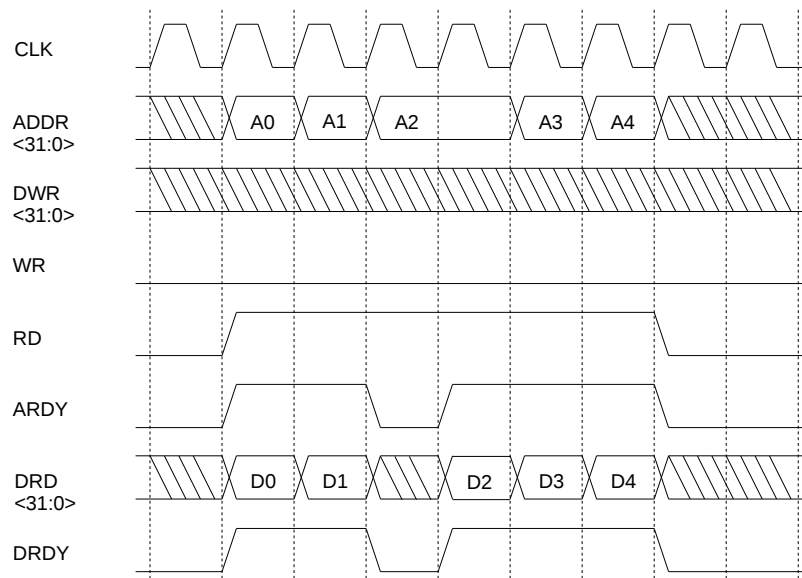 CLK
ADDR
<31:0>
A0 A1 A2 A3 A4
DWR
<31:0>
WR
RD
ARDY
DRD
<31:0>
D0 D1 D2 D3 D4
DRDY